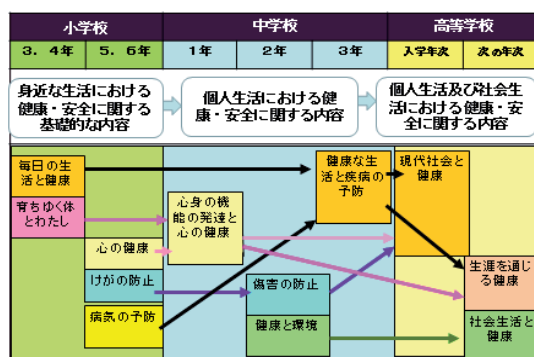 小学校
中学校
高等学校
3．4年
5．6年
1年
2年
3年
入学年次
次の年次
身近な生活における
健康・安全に関する
基礎的な内容
個人生活における健
康・安全に関する内容
個人生活及び社会生
活における健康・安
全に関する内容
毎日の生
活と健康
育ちゆく体
とわたし
心の健康
けがの防止
病気の予防
心身の機
能の発達と
心の健康
傷害の防止
健康と環境
健康な生
活と疾病の
予防
現代社会と
健康
生涯を通じ
る健康
社会生活と
健康